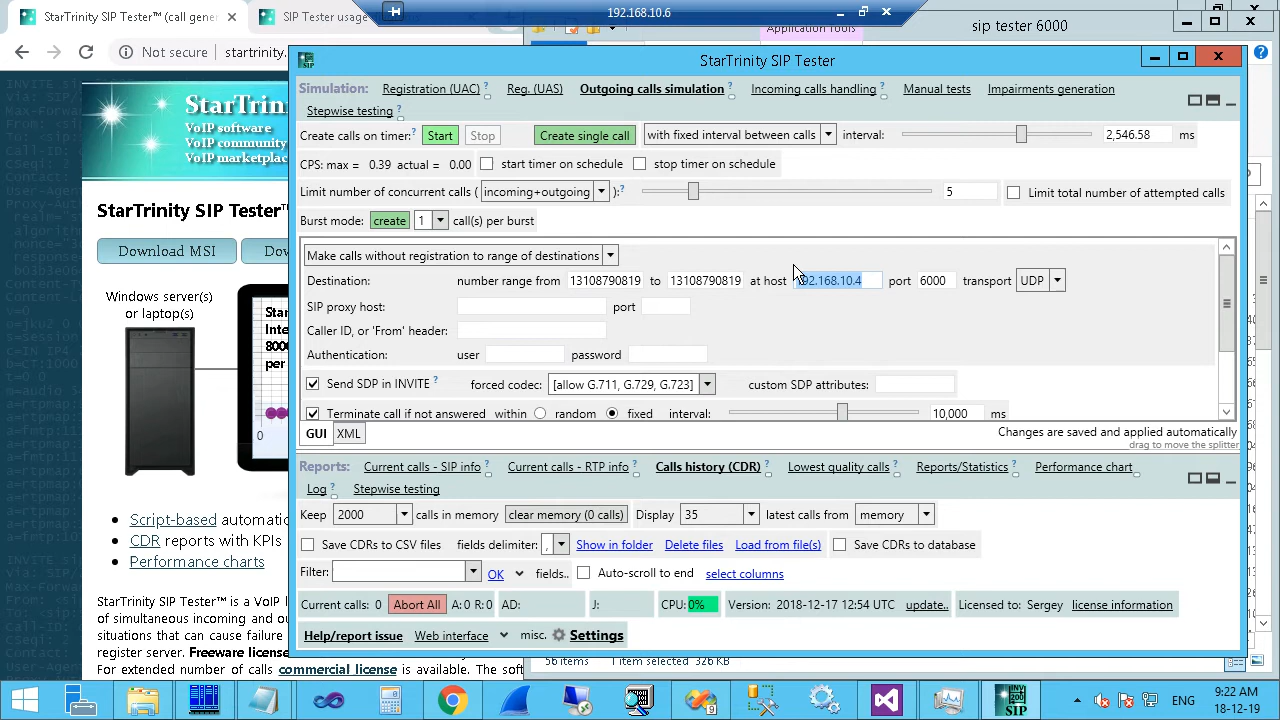 StarTrinity SIP Tester™ (call gener
SIP Tester usage
192.168.10.6
Application Tools
sip tester 6000
Not secure
startrinity.
StarTrinity SIP Tester
StarTrini
VoIP software
VoIP community
VoIP marketplac
StarTrinity SIP Tester™
Download MSI
Dow
Windows server(s)
or laptop(s)
Star
Inte
8000
per
0
Script-based automatic
CDR reports with KPIs
Performance charts
StarTrinity SIP Tester™ is a VoIP l
of simultaneous incoming and ou
situations that can cause failure
register server. Freeware license
For extended number of calls commercial license is available. The soft
Simulation:
Registration (UAC) ?
Reg. (UAS)
Outgoing calls simulation ?
Incoming calls handling ?
Manual tests
Impairments generation
Stepwise testing ?
Create calls on timer: Start Stop Create single call with fixed interval between calls interval: 2,546.58 ms
CPS: max = 0.39 actual = 0.00 start timer on schedule stop timer on schedule
Limit number of concurrent calls ( incoming+outgoing ):? 5 Limit total number of attempted calls
Burst mode: create 1 call(s) per burst
Make calls without registration to range of destinations
Destination: number range from 13108790819 to 13108790819 at host 192.168.10.4 port 6000 transport UDP
SIP proxy host: port
Caller ID, or 'From' header:
Authentication: user password
Send SDP in INVITE ? forced codec: [allow G.711, G.729, G.723] custom SDP attributes:
Terminate call if not answered within random fixed interval: 10,000 ms
GUI XML
Changes are saved and applied automatically
drag to move the splitter
Reports:
Current calls - SIP info ?
Current calls - RTP info ?
Calls history (CDR) ?
Lowest quality calls ?
Reports/Statistics ?
Performance chart
Log ?
Stepwise testing
Keep 2000 calls in memory clear memory (0 calls) Display 35 latest calls from memory
Save CDRs to CSV files field delimiter: , Show in folder Delete files Load from file(s) Save CDRs to database
Filter: OK fields.. Auto-scroll to end select columns
Current calls: 0 Abort All AD: J: CPU: 0% Version: 2018-12-17 12:54 UTC update.. Licensed to: Sergey license information
Help/report issue Web interface misc. Settings
ENG
9:22 AM
18-12-19